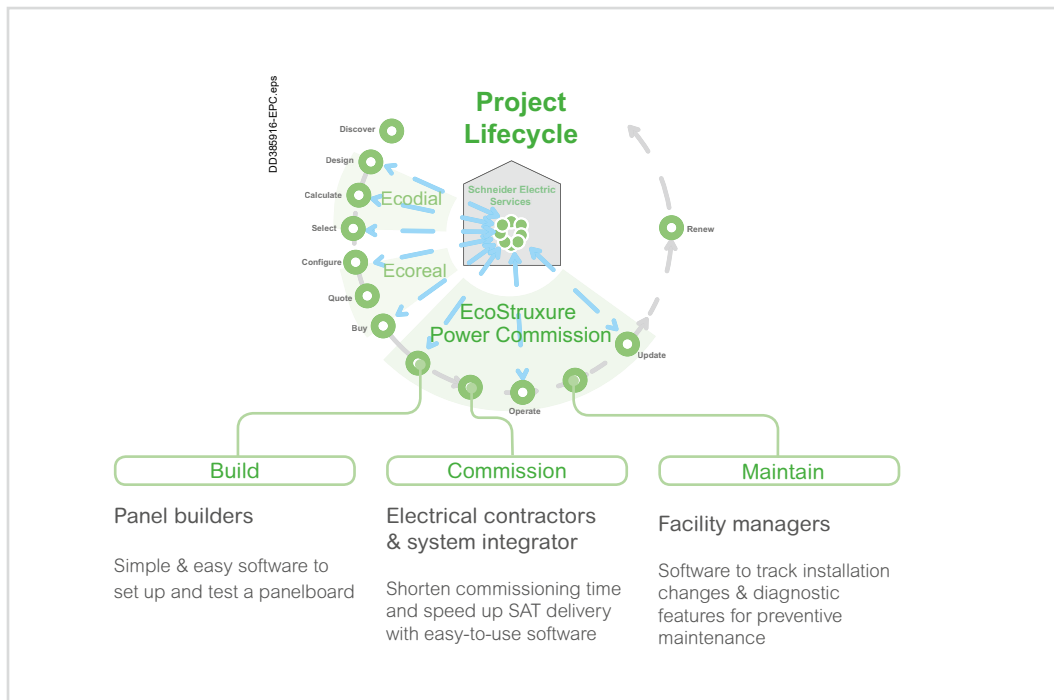 DD385916-EPC.eps
Project
Lifecycle
Discover
Design
Calculate
Select
Configure
Quote
Buy
Ecodial
Ecoreal
Schneider Electric
Services
EcoStruxure
Power Commission
Renew
Update
Operate
Build
Panel builders
Simple & easy software to
set up and test a panelboard
Commission
Electrical contractors
& system integrator
Shorten commissioning time
and speed up SAT delivery
with easy-to-use software
Maintain
Facility managers
Software to track installation
changes & diagnostic
features for preventive
maintenance